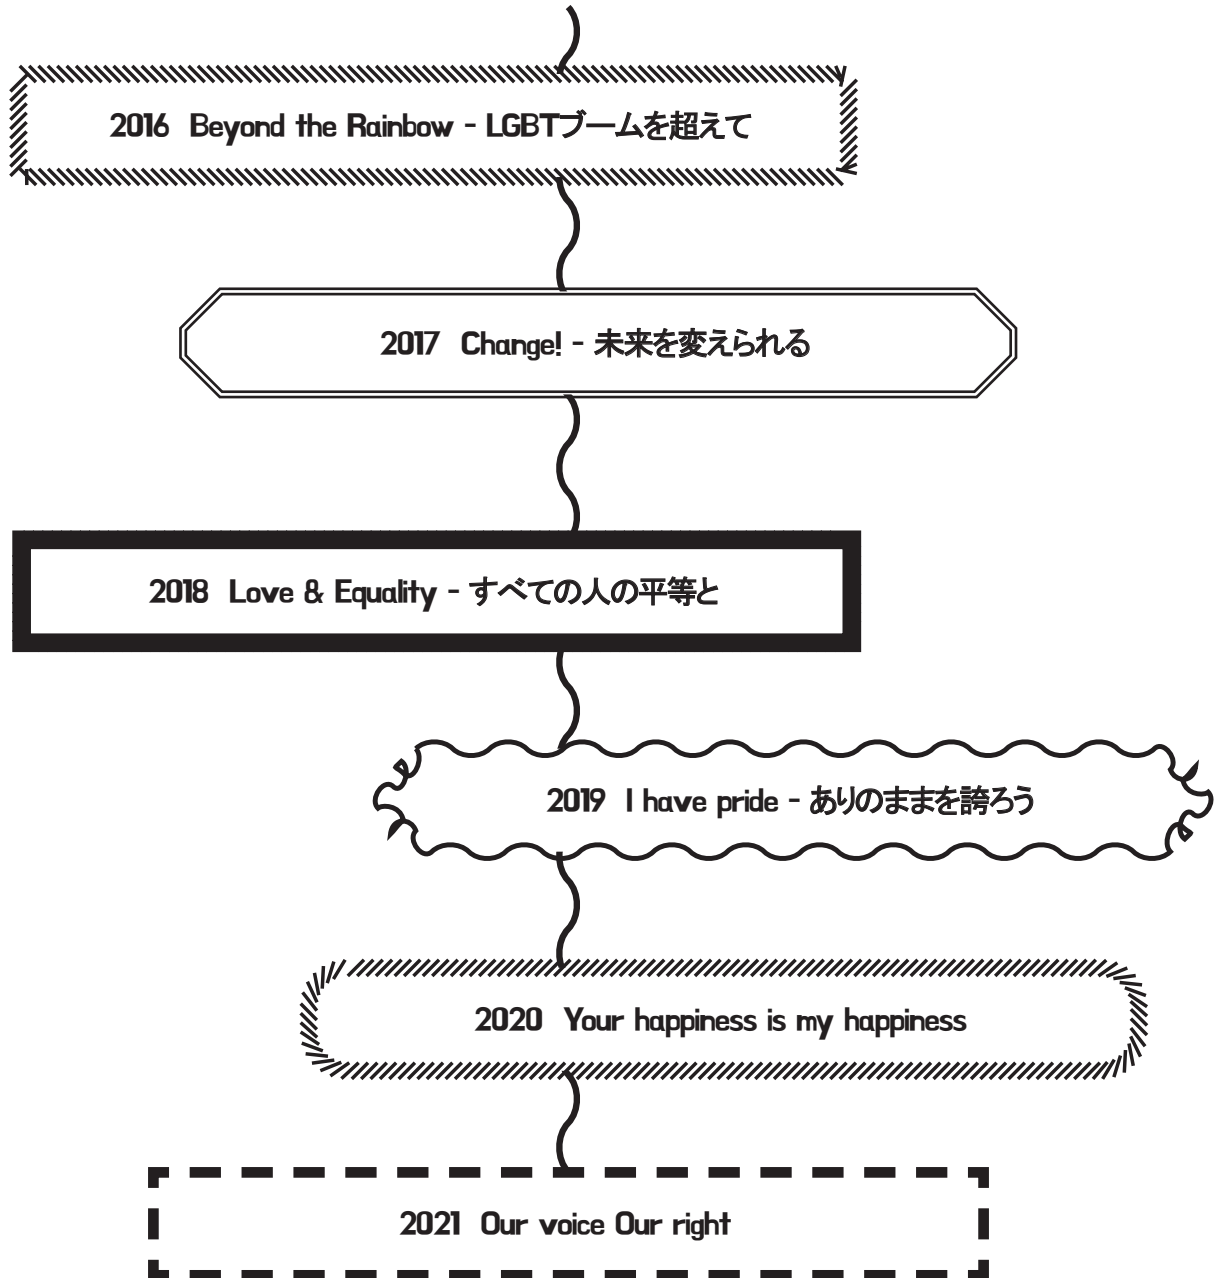 2016 Beyond the Rainbow - LGBTブームを超えて
2017 Change! - 未来を変えられる
2018 Love & Equality - すべての人の平等と
2019 I have pride - ありのままを誇ろう
2020 Your happiness is my happiness
2021 Our voice Our right